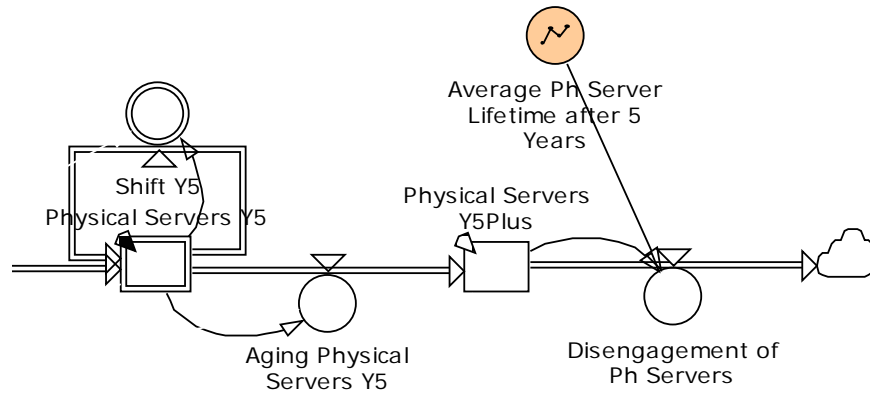 Average Ph Server
Lifetime after 5
Years
Shift Y5
Physical Servers Y5
Physical Servers
Y5Plus
Aging Physical
Servers Y5
Disengagement of
Ph Servers